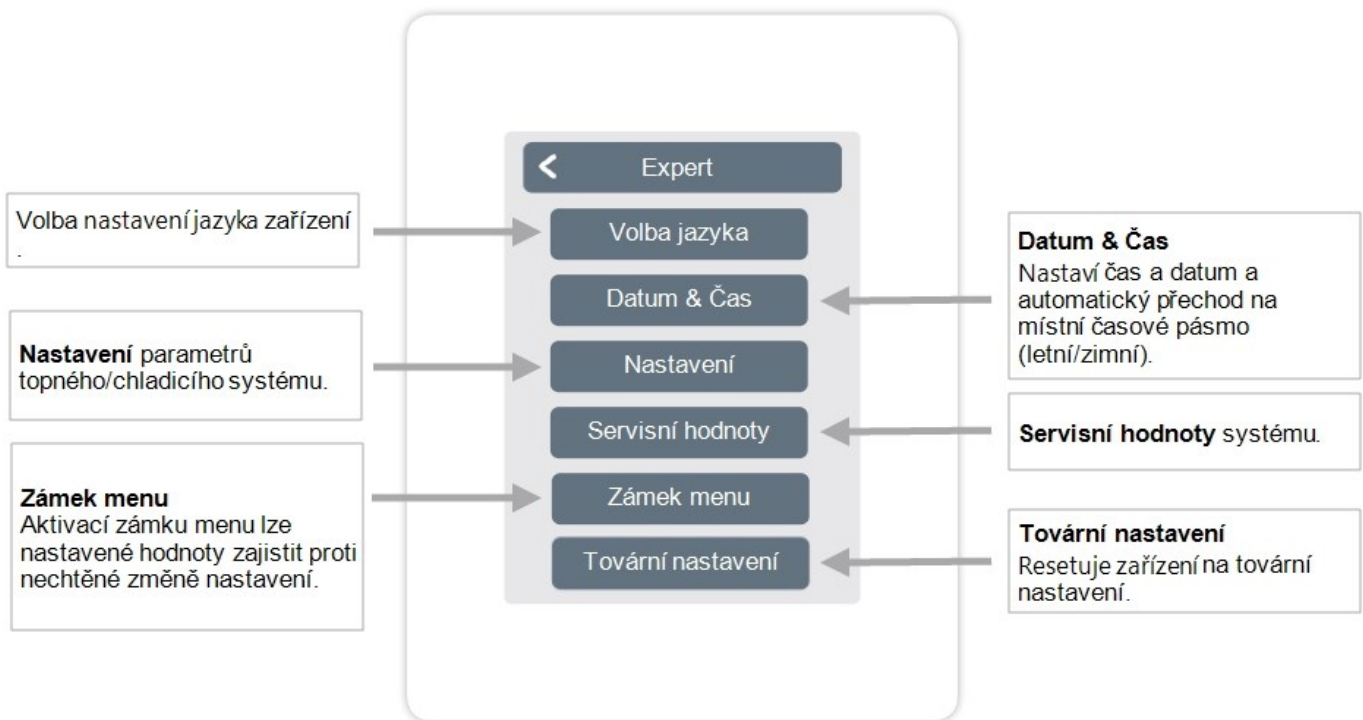 Expert
Volba jazyka
Datum & Čas
Nastavení
Servisní hodnoty
Zámek menu
Tovární nastavení
Volba nastavení jazyka zařízení
.
Nastavení parametrů
topného/chladicího systému.
Zámek menu
Aktivací zámku menu lze
nastavené hodnoty zajistit proti
nechtěné změně nastavení.
Datum & Čas
Nastaví čas a datum a
automatický přechod na
místní časové pásmo
(letní/zimní).
Servisní hodnoty systému.
Tovární nastavení
Resetuje zařízení na tovární
nastavení.